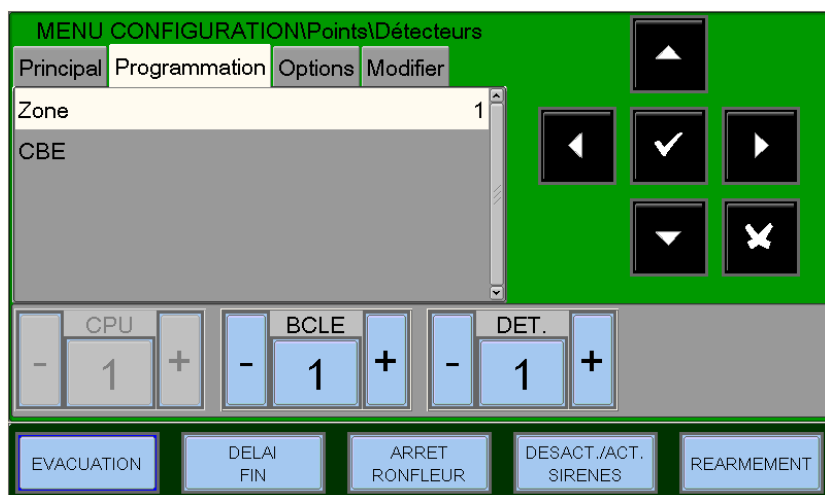 MENU CONFIGURATION\Points\Détecteurs
Principal Programmation Options Modifier
Zone 1
CBE
CPU BCLE DET.
- 1 + - 1 + - 1 +
EVACUATION DELAI FIN ARRET RONFLEUR DESACT./ACT. SIRENES REARMEMENT